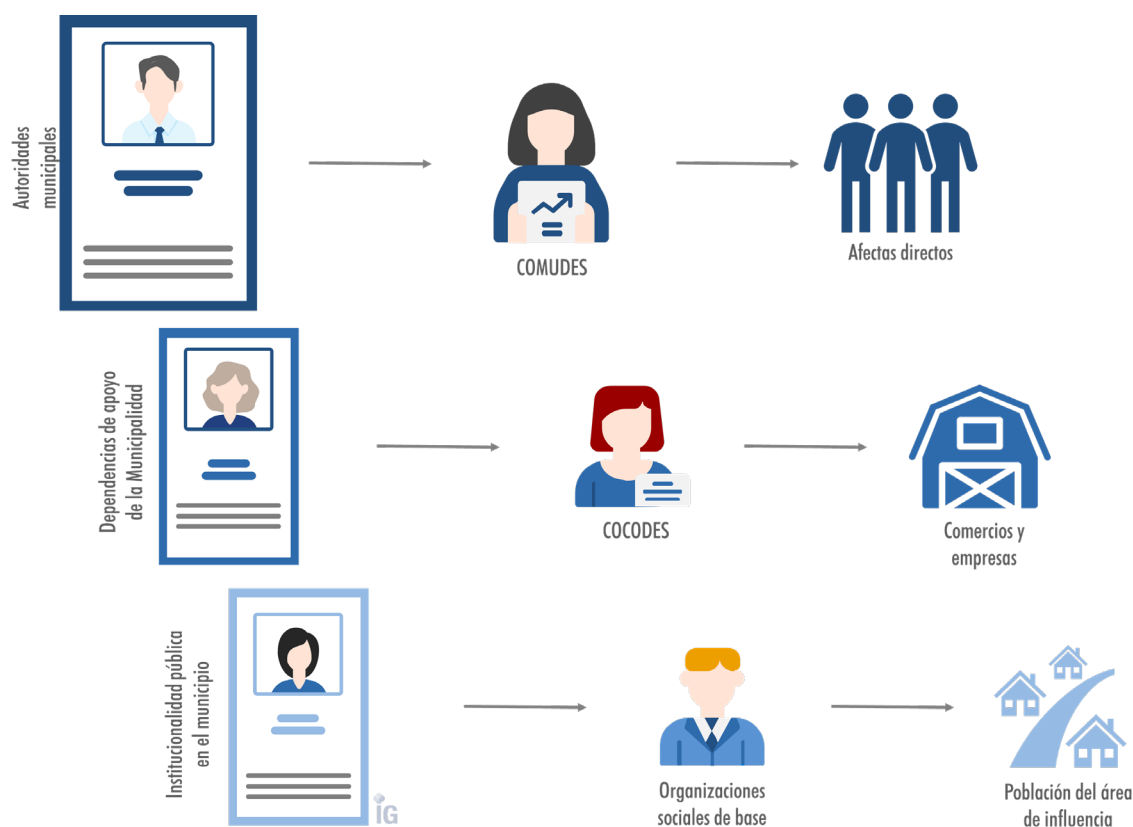 Autoridades
municipales
COMUDES
Afectas directos
Dependencias de apoyo
de la Municipalidad
COCODES
Comercios y
empresas
Institucionalidad pública
en el municipio
Organizaciones
sociales de base
Población del área
de influencia
iG